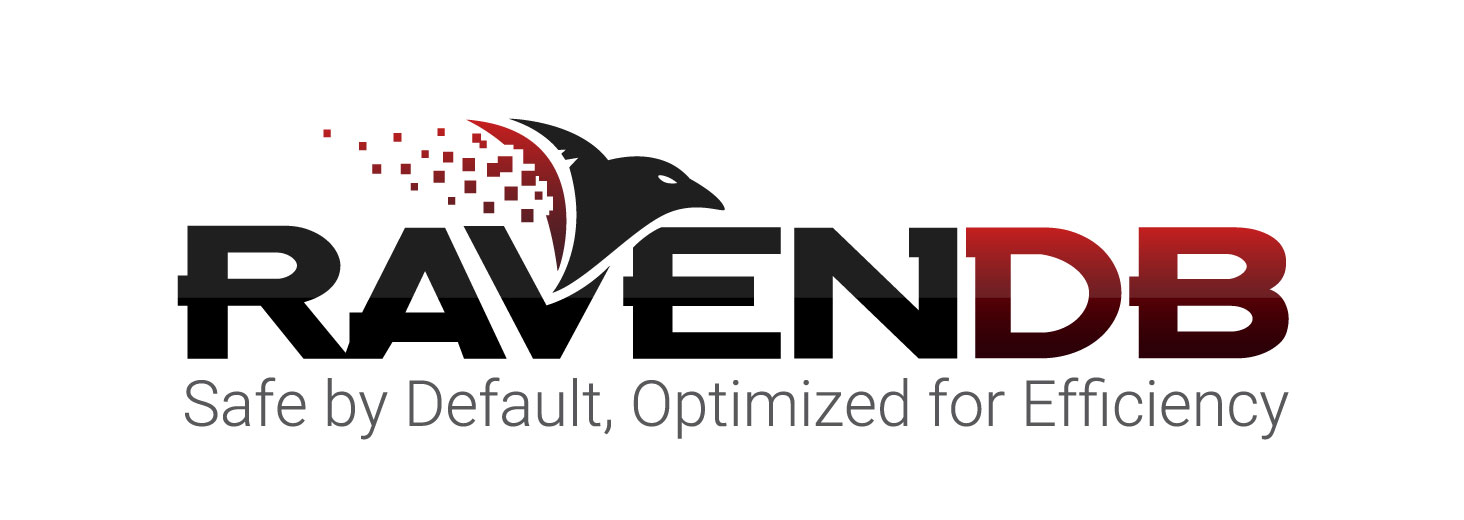 RAVENDB
Safe by Default, Optimized for Efficiency